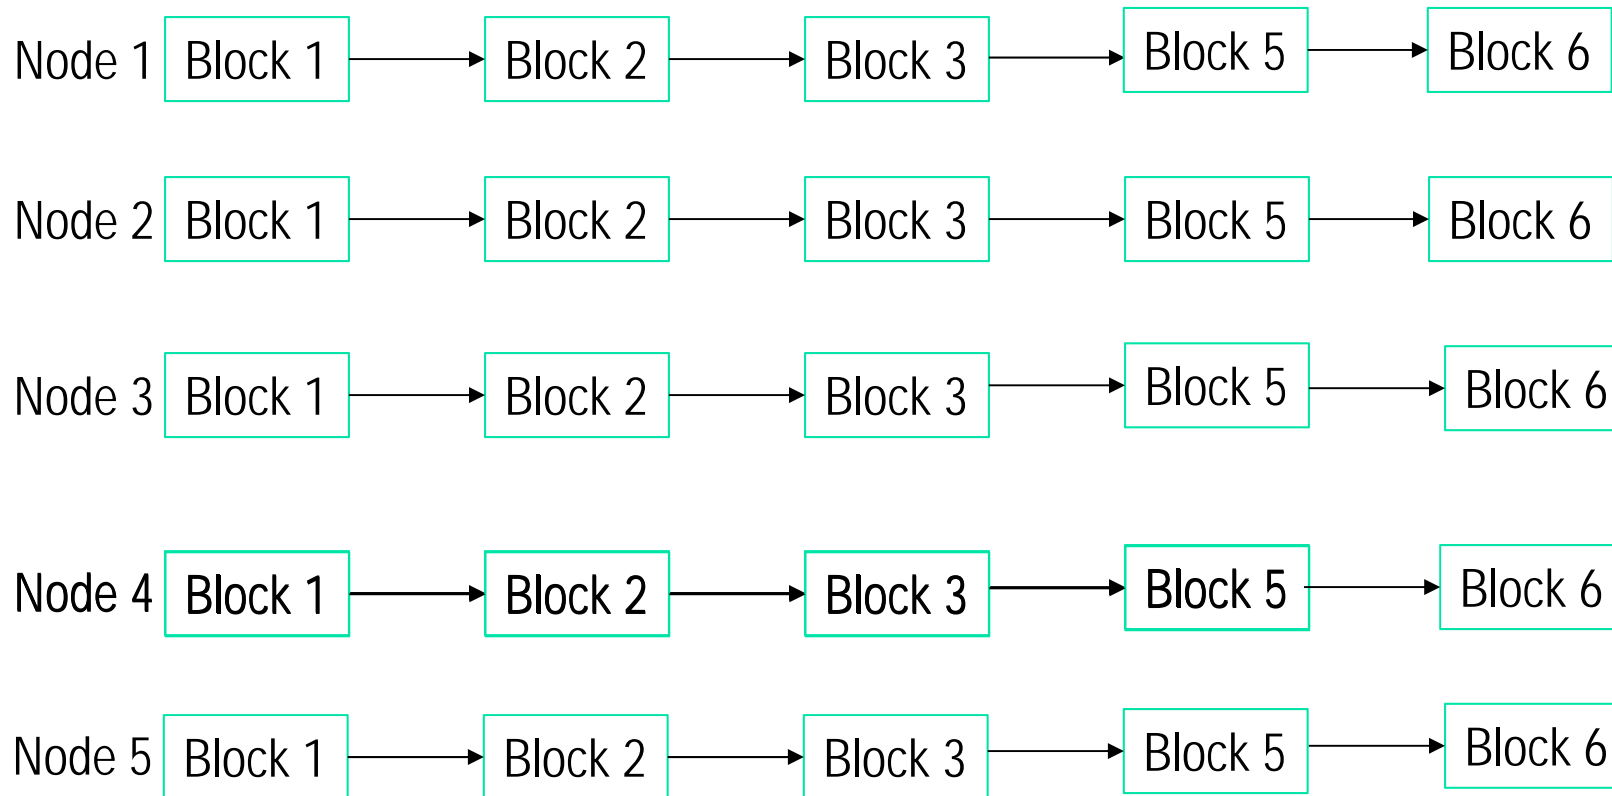 Node 1 Block 1 Block 2 Block 3 Block 5 Block 6
Node 2 Block 1 Block 2 Block 3 Block 5 Block 6
Node 3 Block 1 Block 2 Block 3 Block 5 Block 6
Node 4 Block 1 Block 2 Block 3 Block 5 Block 6
Node 5 Block 1 Block 2 Block 3 Block 5 Block 6